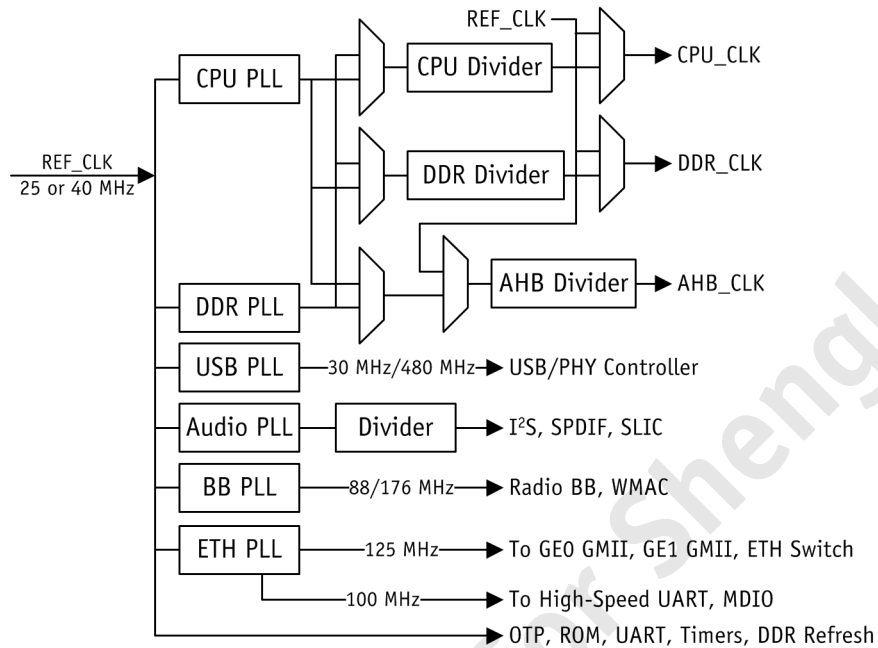 REF_CLK
CPU PLL
CPU Divider
CPU_CLK
REF_CLK
25 or 40 MHz
DDR Divider
DDR_CLK
DDR PLL
AHB Divider
AHB_CLK
USB PLL
30 MHz/480 MHz
USB/PHY Controller
Audio PLL
Divider
I²S, SPDIF, SLIC
BB PLL
88/176 MHz
Radio BB, WMAC
ETH PLL
125 MHz
To GE0 GMII, GE1 GMII, ETH Switch
100 MHz
To High-Speed UART, MDIO
OTP, ROM, UART, Timers, DDR Refresh
or Shengl